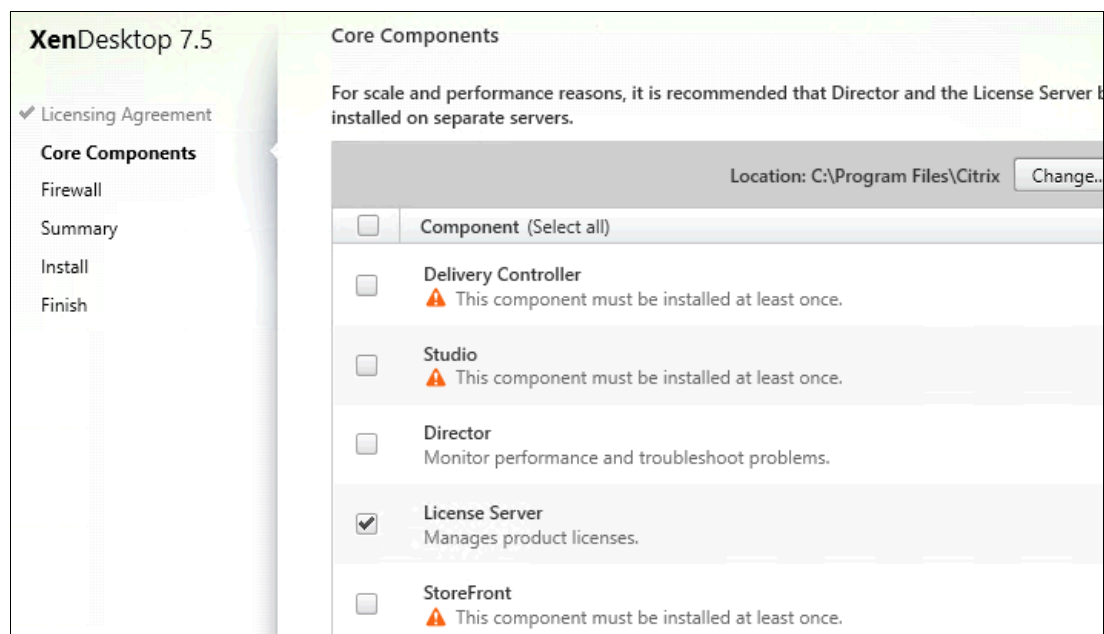 XenDesktop 7.5
Licensing Agreement
Core Components
Firewall
Summary
Install
Finish
Core Components
For scale and performance reasons, it is recommended that Director and the License Server
installed on separate servers.
Location: C:\Program Files\Citrix
Change...
Component (Select all)
Delivery Controller
This component must be installed at least once.
Studio
This component must be installed at least once.
Director
Monitor performance and troubleshoot problems.
License Server
Manages product licenses.
StoreFront
This component must be installed at least once.